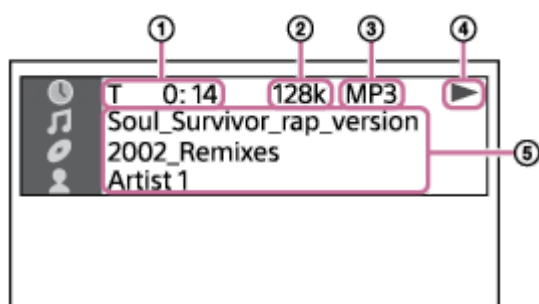 ① ② ③ ④
T 0:14 128k MP3
Soul_Survivor_rap_version
2002_Remixes
Artist 1
⑤